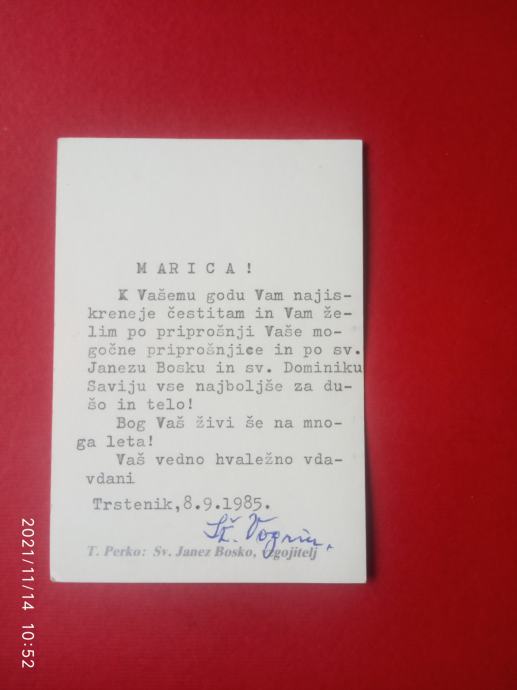 MARICA!
K Vašemu godu Vam najis-
kreneje čestitam in Vam že-
lim po priprošnji Vaše mo-
gočne priprošnjice in po sv.
Janezu Bosku in sv. Dominiku
Saviju vse najboljše za du-
šo in telo!
Bog Vaš živi še na mno-
ga leta!
Vaš vedno hvaležno vda-
vdani
Trstenik,8.9.1985.
Vogrin.
T. Perko: Sv. Janez Bosko, vzgojitelj
2021/11/14 10:52